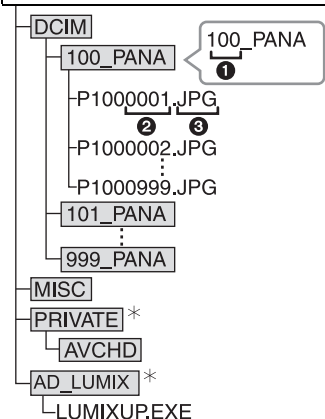 DCIM
100_PANA
100_PANA
❶
P1000001.JPG
❷ ❸
P1000002.JPG
P1000999.JPG
101_PANA
999_PANA
MISC
PRIVATE *
AVCHD
AD_LUMIX *
LUMIXUP.EXE